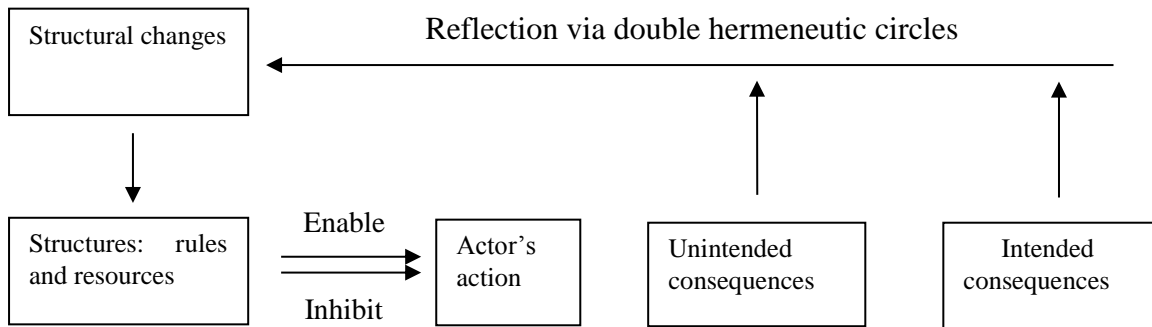 Structural changes
Reflection via double hermeneutic circles
Structures: rules
and resources
Enable
Inhibit
Actor’s
action
Unintended
consequences
Intended
consequences